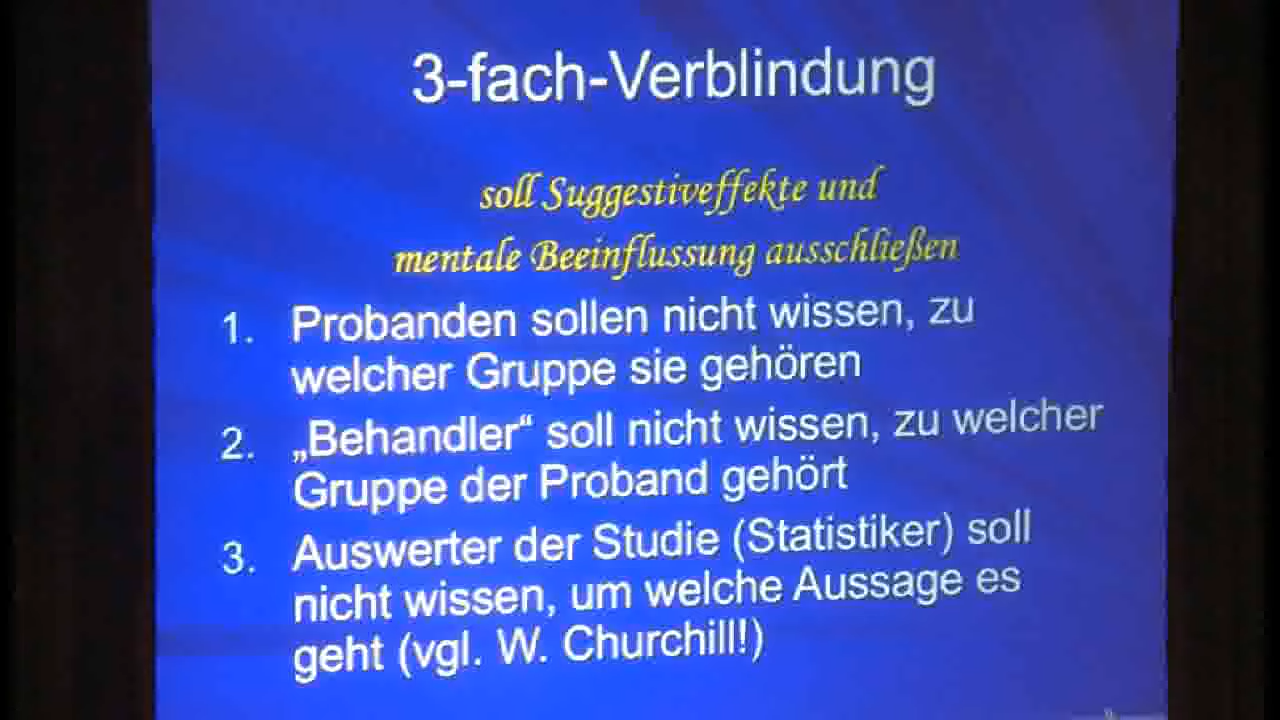 3-fach-Verblindung
soll Suggestiveffekte und
mentale Beeinflussung ausschließen
1. Probanden sollen nicht wissen, zu
welcher Gruppe sie gehören
2. „Behandler“ soll nicht wissen, zu welcher
Gruppe der Proband gehört
3. Auswerter der Studie (Statistiker) soll
nicht wissen, um welche Aussage es
geht (vgl. W. Churchill!)